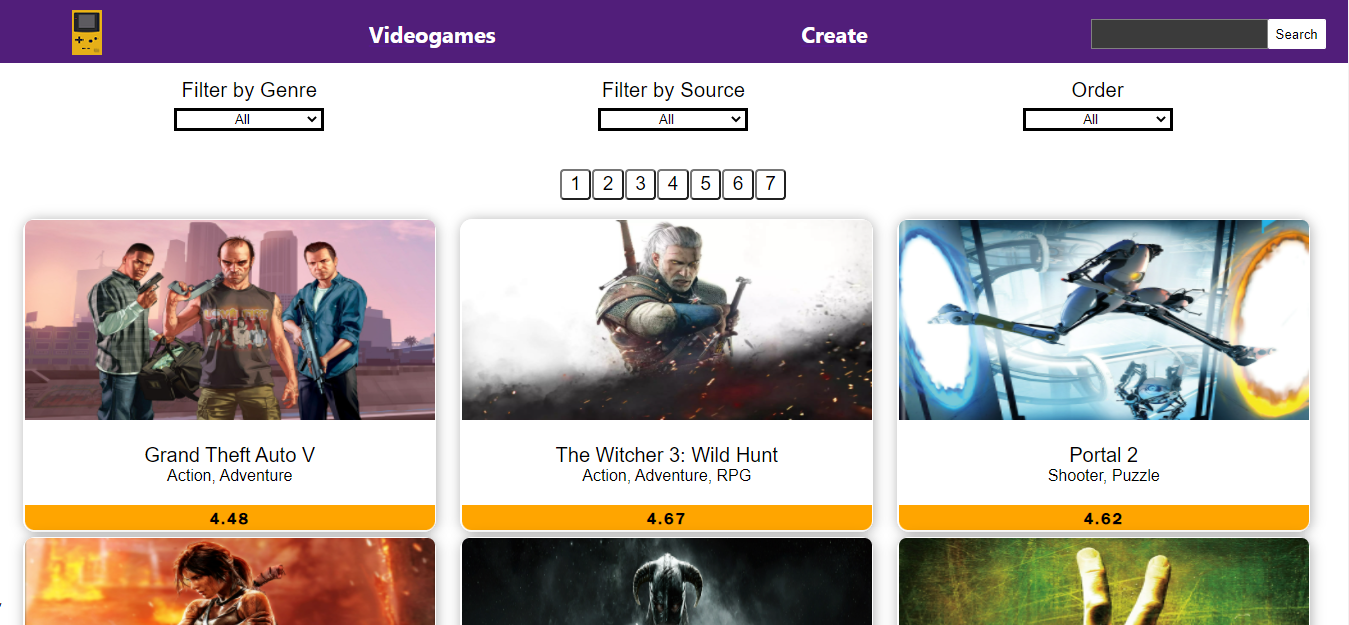 Videogames Create Search
Filter by Genre Filter by Source Order
All All All
1 2 3 4 5 6 7
Grand Theft Auto V
Action, Adventure
4.48
The Witcher 3: Wild Hunt
Action, Adventure, RPG
4.67
Portal 2
Shooter, Puzzle
4.62